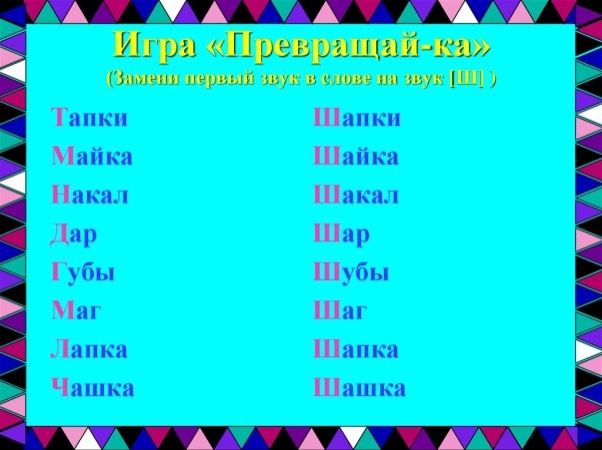 Игра «Превращай-ка»
(Замени первый звук в слове на звук [Ш] )
Тапки Шапки
Майка Шайка
Накал Шакал
Дар Шар
Губы Шубы
Маг Шаг
Лапка Шапка
Чашка Шашка